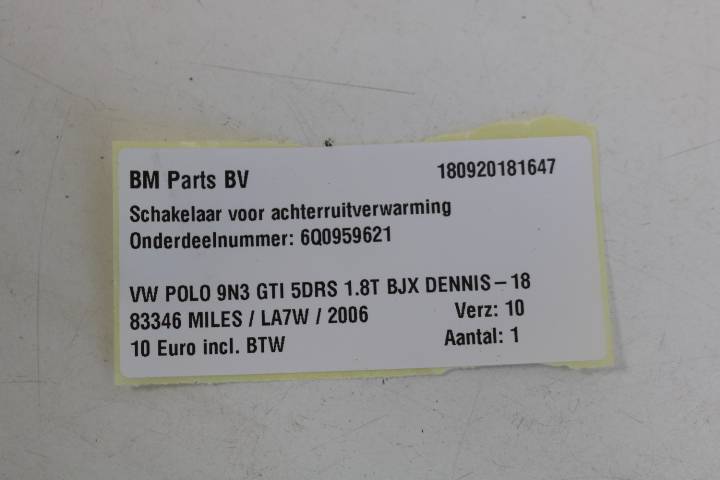 BM Parts BV 180920181647
Schakelaar voor achterruitverwarming
Onderdeelnummer: 6Q0959621
VW POLO 9N3 GTI 5DRS 1.8T BJX DENNIS - 18
83346 MILES / LA7W / 2006 Verz: 10
10 Euro incl. BTW Aantal: 1